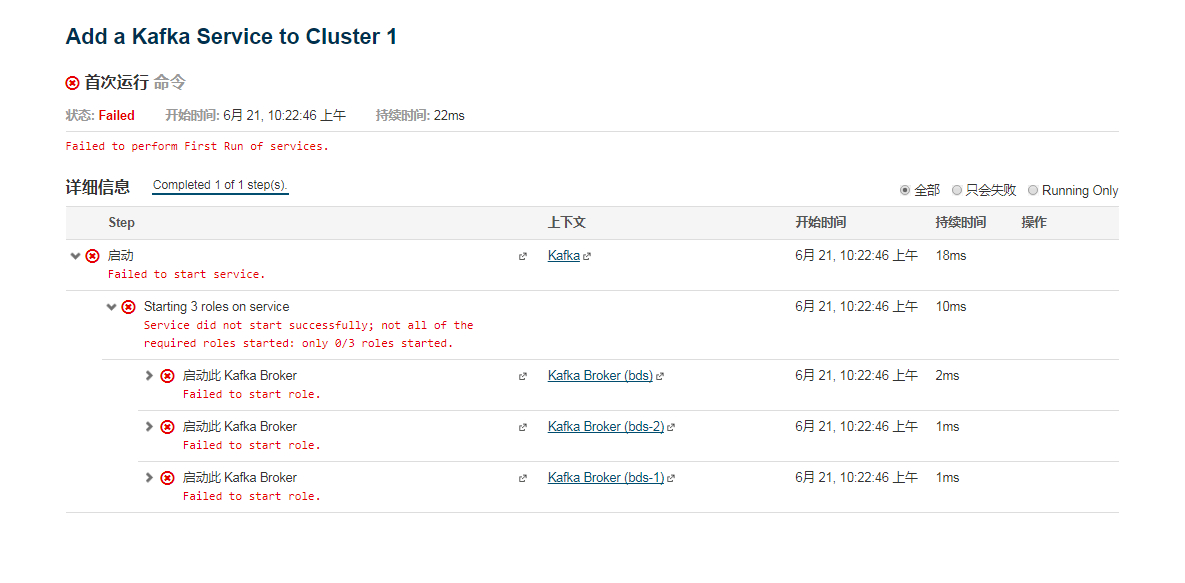 Add a Kafka Service to Cluster 1
首次运行 命令
状态: Failed 开始时间: 6月 21, 10:22:46 上午 持续时间: 22ms
Failed to perform First Run of services.
详细信息 Completed 1 of 1 step(s).
全部 只会失败 Running Only
Step 上下文 开始时间 持续时间 操作
启动 Kafka 6月 21, 10:22:46 上午 18ms
Failed to start service.
Starting 3 roles on service 6月 21, 10:22:46 上午 10ms
Service did not start successfully; not all of the
required roles started: only 0/3 roles started.
启动此 Kafka Broker Kafka Broker (bds) 6月 21, 10:22:46 上午 2ms
Failed to start role.
启动此 Kafka Broker Kafka Broker (bds-2) 6月 21, 10:22:46 上午 1ms
Failed to start role.
启动此 Kafka Broker Kafka Broker (bds-1) 6月 21, 10:22:46 上午 1ms
Failed to start role.